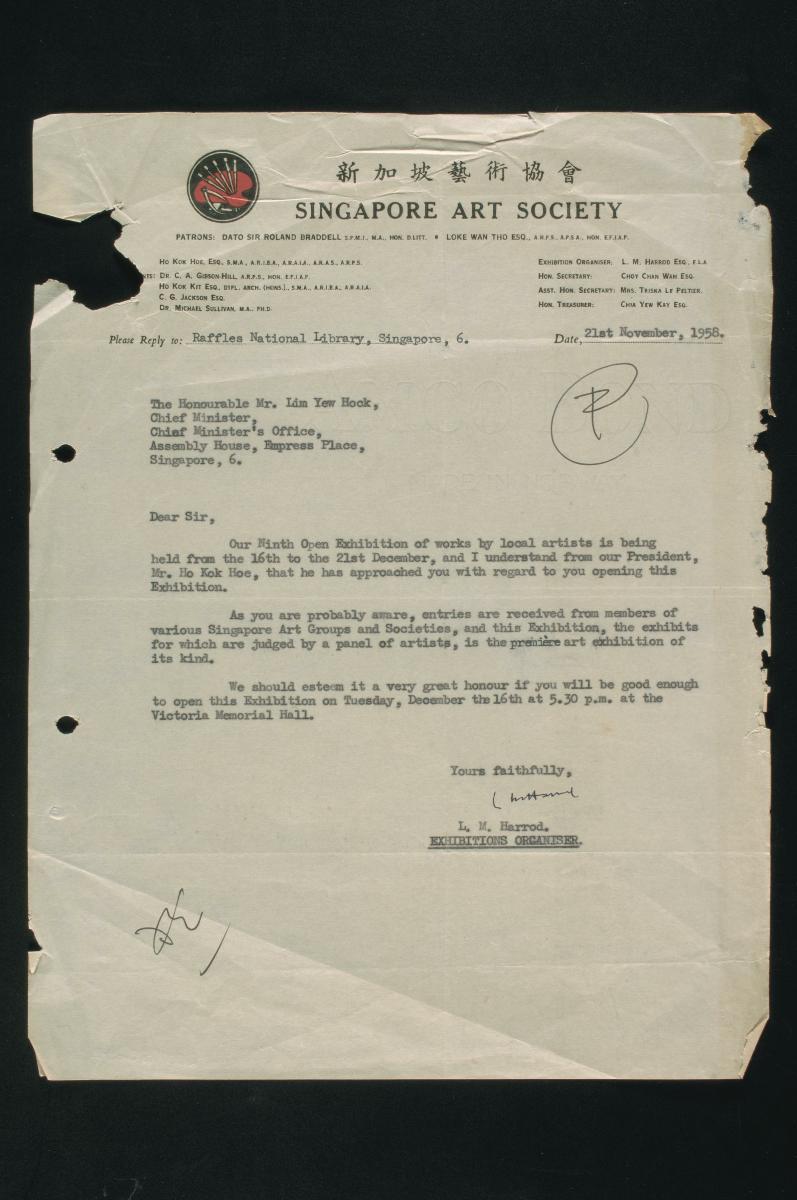 新加坡藝術協會
SINGAPORE ART SOCIETY
PATRONS: DATO SIR ROLAND BRADDELL S.P.M.J., M.A., HON. D.LITT. • LOKE WAN THO ESQ., A.R.P.S., A.P.S.A., HON. E.F.I.A.P.
HO KOK HOE, ESQ., S.M.A., A.R.I.B.A., A.R.A.I.A., A.R.A.S., A.R.P.S.
NTS: DR. C. A. GIBSON-HILL, A.R.P.S., HON. E.F.I.A.P.
HO KOK KIT ESQ., DIPL. ARCH. (HONS.), S.M.A., A.R.I.B.A., A.R.A.I.A.
C. G. JACKSON ESQ.
DR. MICHAEL SULLIVAN, M.A., PH.D.
EXHIBITION ORGANISER: L. M. HARROD ESQ., F.L.A
HON. SECRETARY: CHOY CHAN WAH ESQ.
ASST. HON. SECRETARY: MRS. TRISKA LE PELTIER.
HON. TREASURER: CHIA YEW KAY ESQ.
Please Reply to: Raffles National Library, Singapore, 6. Date, 21st November, 1958.
The Honourable Mr. Lim Yew Hock,
Chief Minister,
Chief Minister's Office,
Assembly House, Empress Place,
Singapore, 6.
Dear Sir,
Our Ninth Open Exhibition of works by local artists is being
held from the 16th to the 21st December, and I understand from our President,
Mr. Ho Kok Hoe, that he has approached you with regard to you opening this
Exhibition.
As you are probably aware, entries are received from members of
various Singapore Art Groups and Societies, and this Exhibition, the exhibits
for which are judged by a panel of artists, is the première art exhibition of
its kind.
We should esteem it a very great honour if you will be good enough
to open this Exhibition on Tuesday, December the 16th at 5.30 p.m. at the
Victoria Memorial Hall.
Yours faithfully,
L. M. Harrod.
EXHIBITIONS ORGANISER.